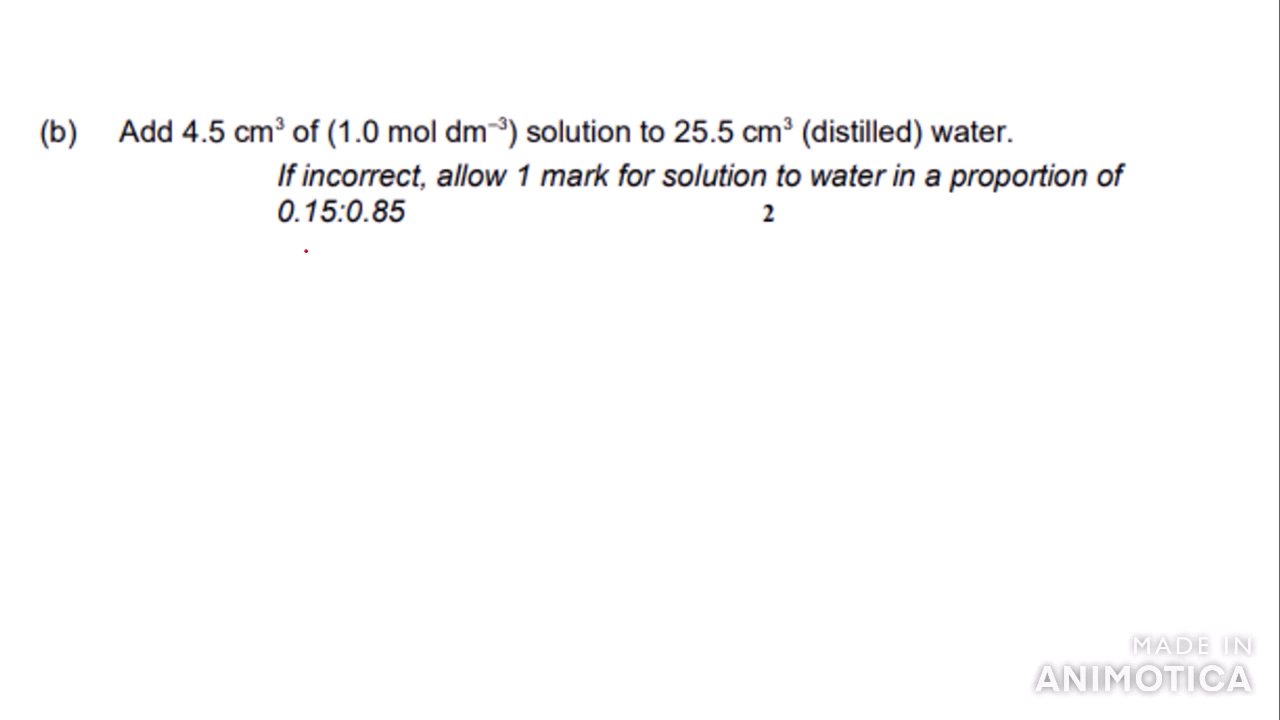 (b) Add 4.5 cm³ of (1.0 mol dm⁻³) solution to 25.5 cm³ (distilled) water.
If incorrect, allow 1 mark for solution to water in a proportion of
0.15:0.85 2
MADE IN
ANIMOTICA